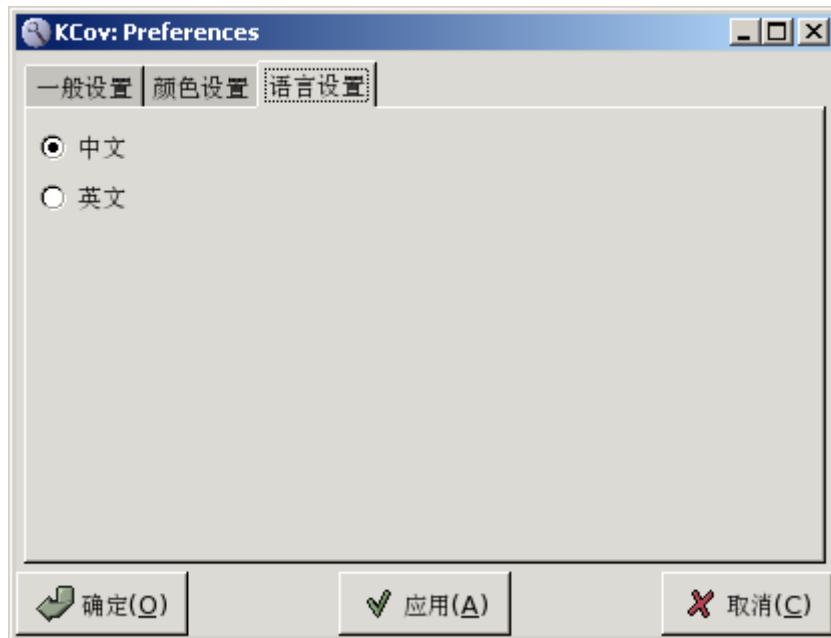 KCov: Preferences
一般设置 颜色设置 语言设置
中文
英文
确定(O) 应用(A) 取消(C)